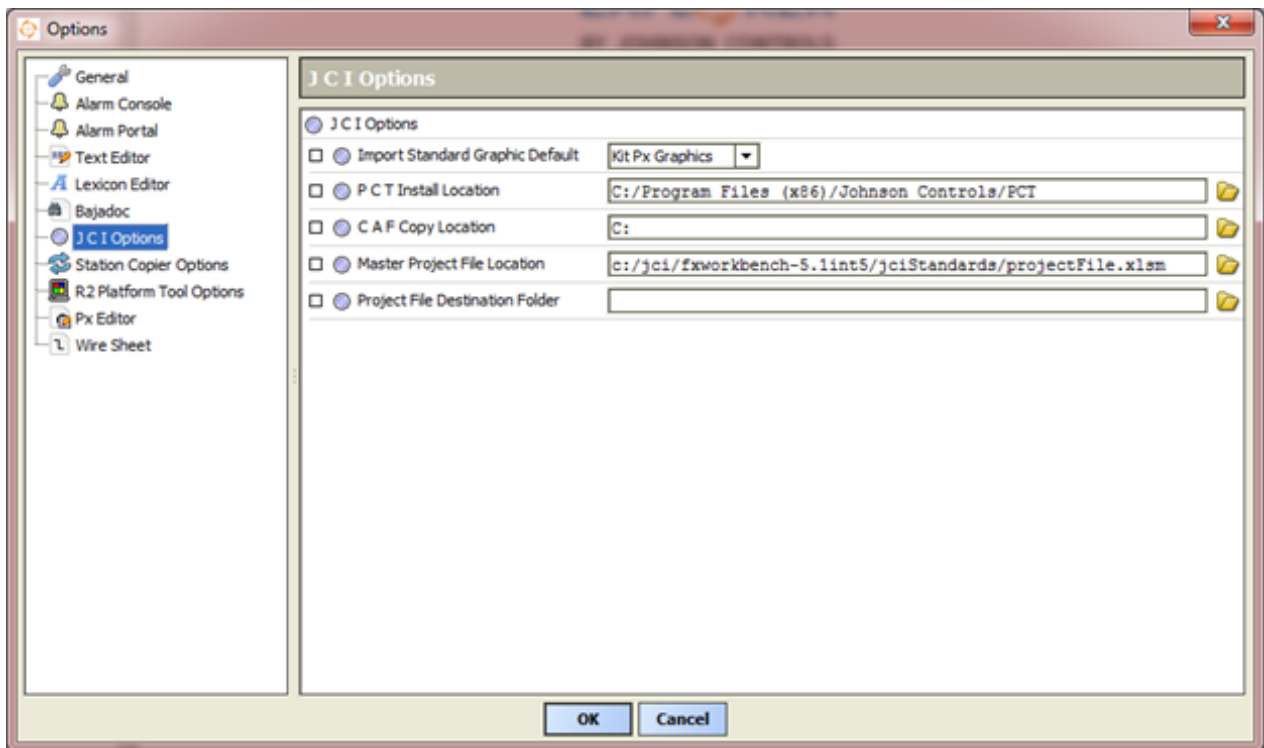 Options
BY JOHNSON CONTROLS
General
Alarm Console
Alarm Portal
Text Editor
Lexicon Editor
Bajadoc
J C I Options
Station Copier Options
R2 Platform Tool Options
Px Editor
Wire Sheet
J C I Options
J C I Options
Import Standard Graphic Default Kit Px Graphics
P C T Install Location C:/Program Files (x86)/Johnson Controls/PCT
C A F Copy Location C:
Master Project File Location c:/jci/fxworkbench-5.1int5/jciStandards/projectFile.xlsm
Project File Destination Folder
OK Cancel